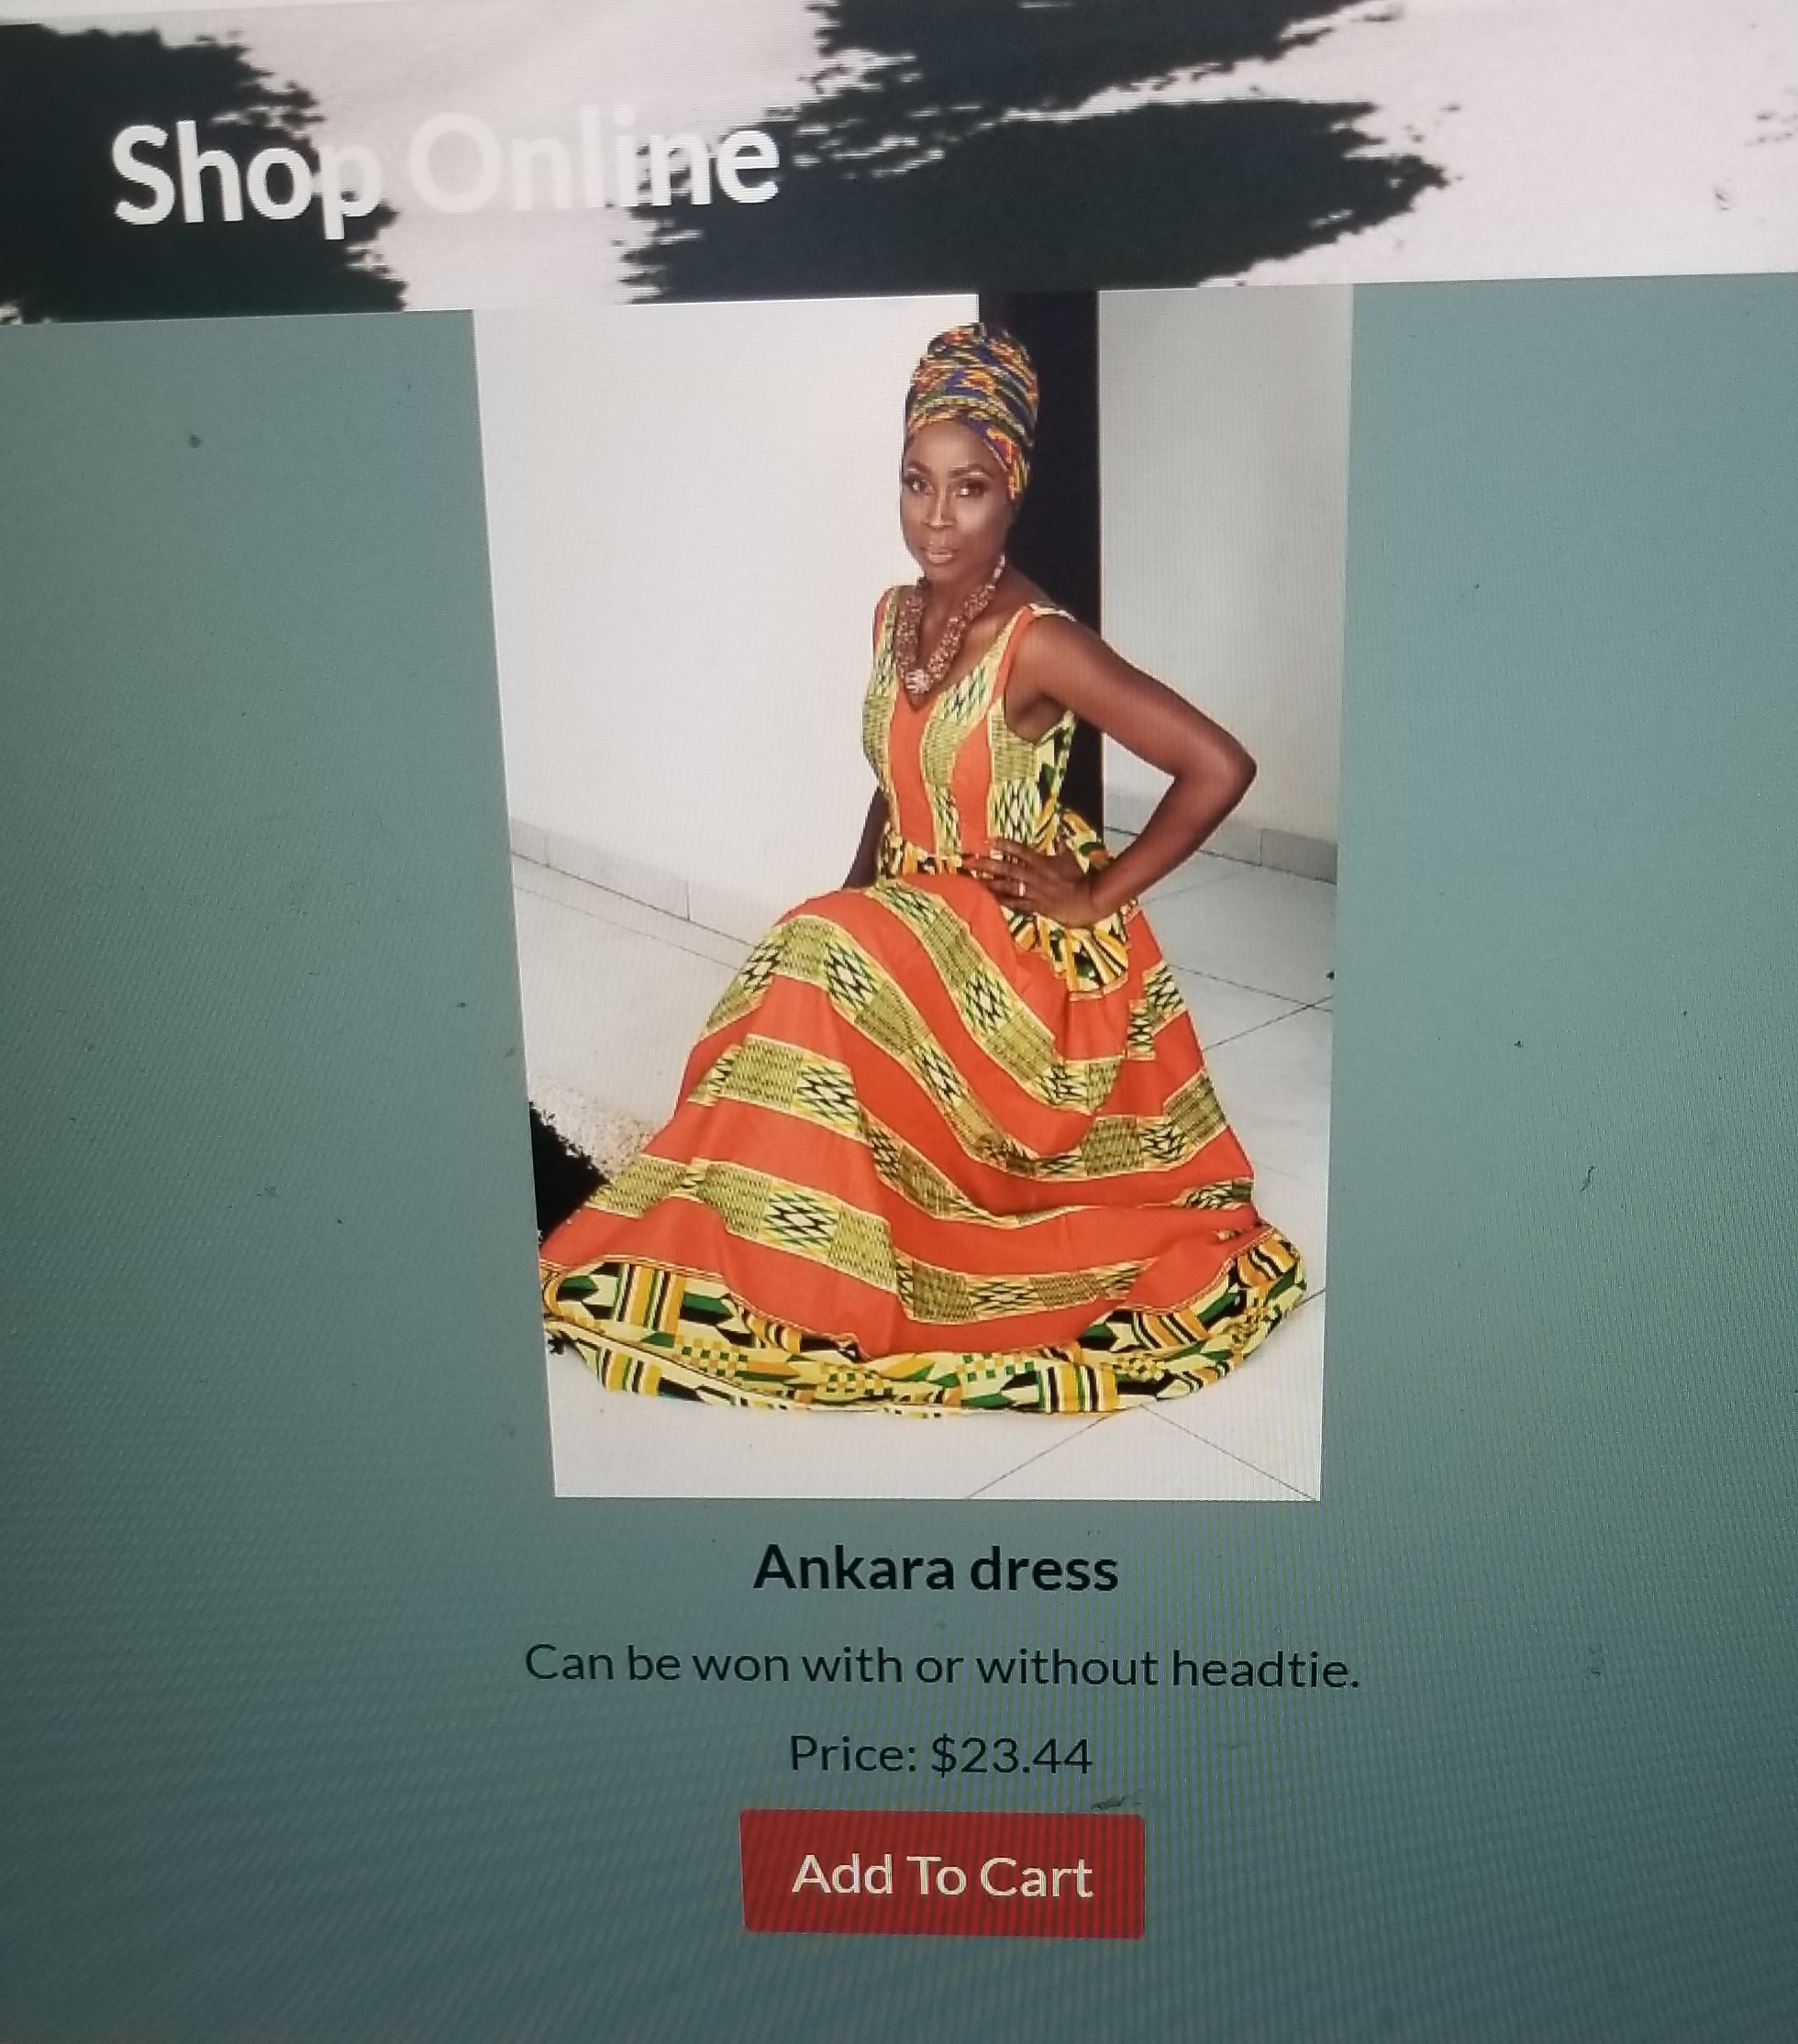 Shop Online
Ankara dress
Can be won with or without headtie.
Price: $23.44
Add To Cart